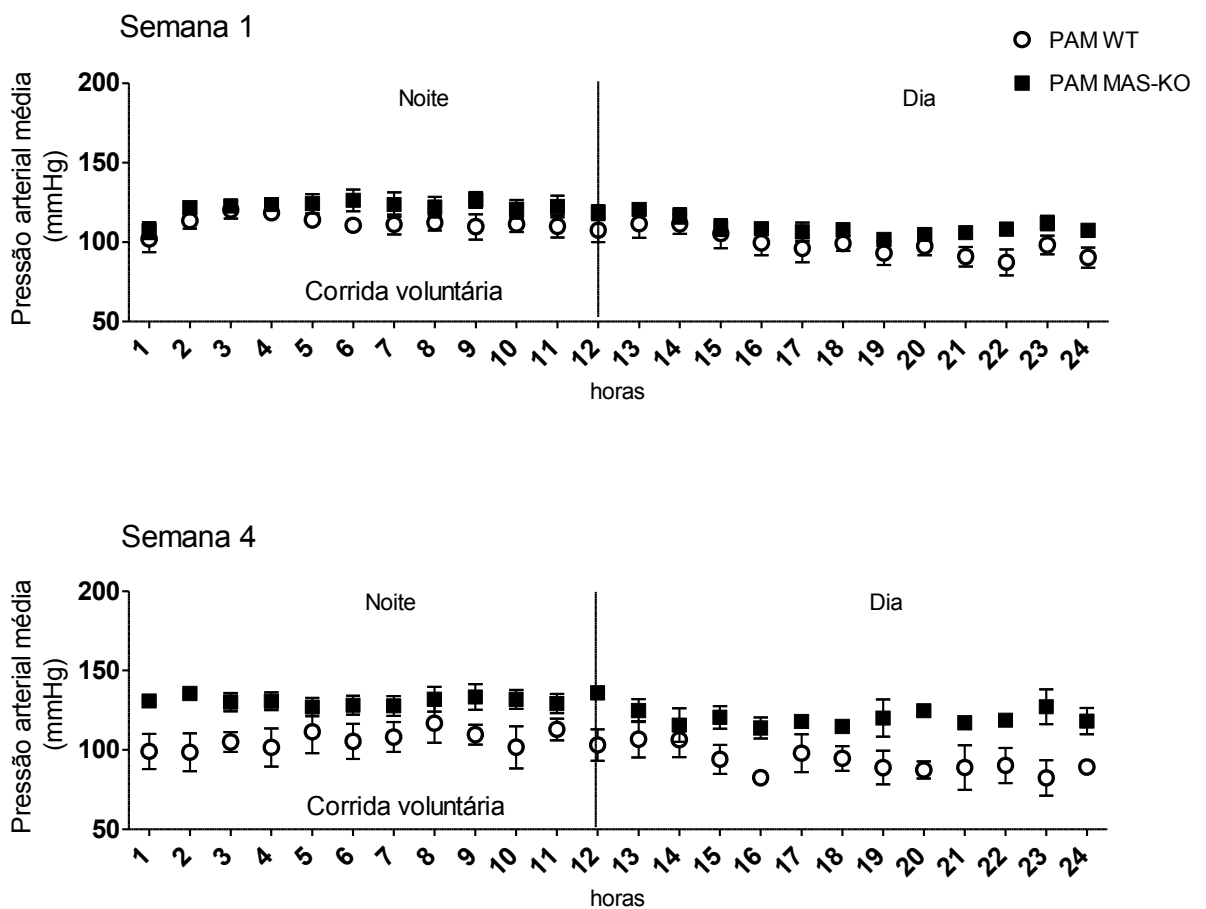 Semana 1
PAM WT
PAM MAS-KO
Pressão arterial média
(mmHg)
200
150
100
50
Noite
Dia
Corrida voluntária
1 2 3 4 5 6 7 8 9 10 11 12 13 14 15 16 17 18 19 20 21 22 23 24
horas
Semana 4
Pressão arterial média
(mmHg)
200
150
100
50
Noite
Dia
Corrida voluntária
1 2 3 4 5 6 7 8 9 10 11 12 13 14 15 16 17 18 19 20 21 22 23 24
horas